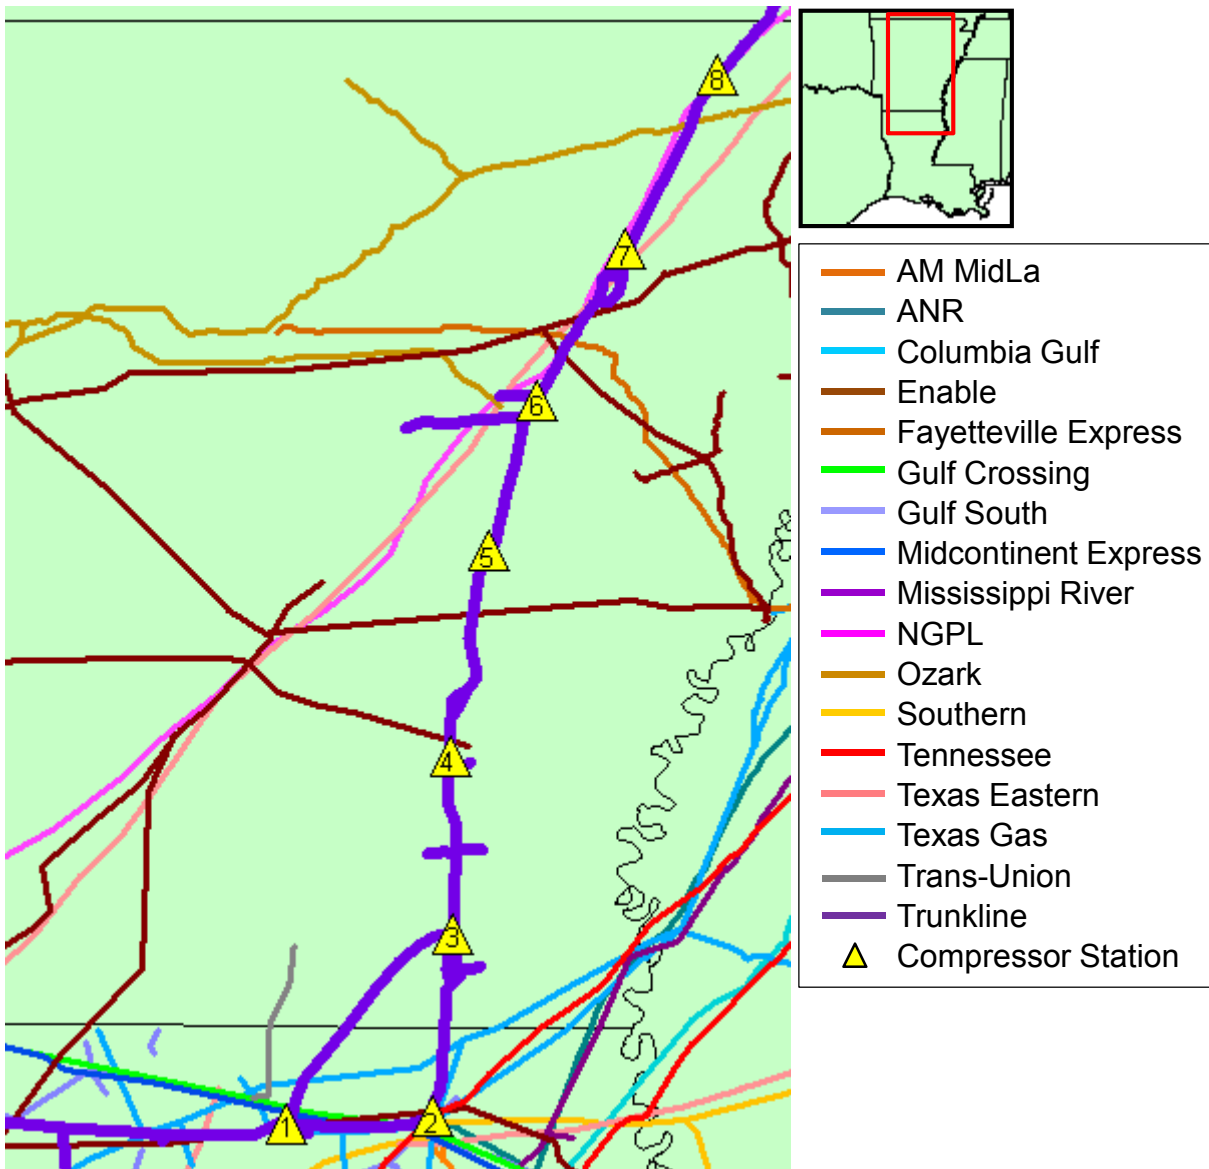 8
7
6
5
4
3
1
2
AM MidLa
ANR
Columbia Gulf
Enable
Fayetteville Express
Gulf Crossing
Gulf South
Midcontinent Express
Mississippi River
NGPL
Ozark
Southern
Tennessee
Texas Eastern
Texas Gas
Trans-Union
Trunkline
Compressor Station